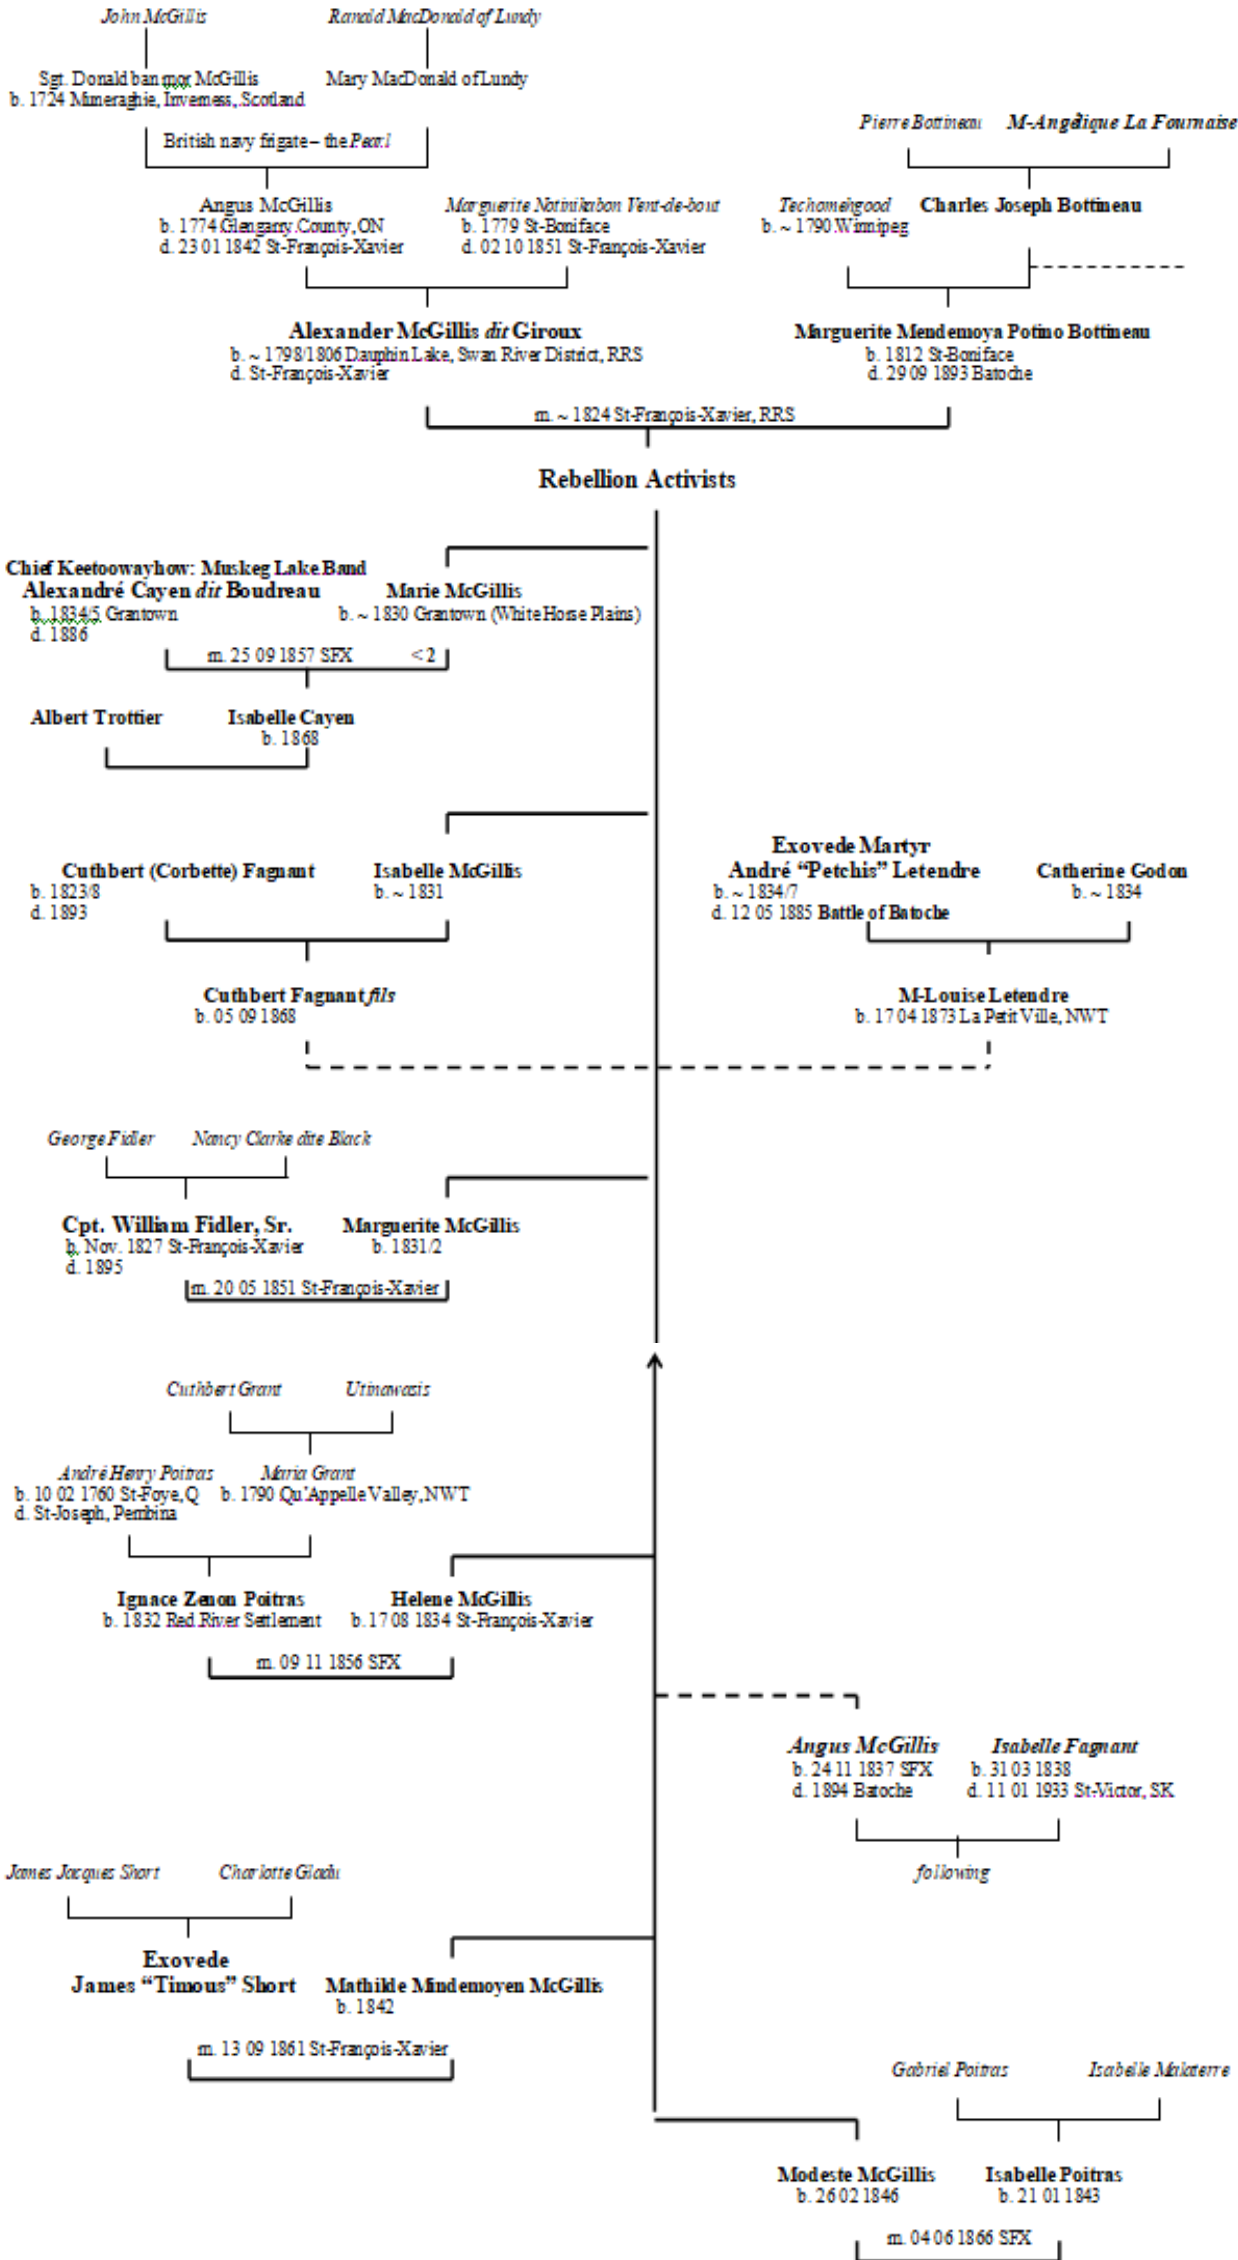 John McGillis
Ranald MacDonald of Lundy
Sgt. Donald ban mor McGillis
b. 1724 Mimeraghie, Inverness, Scotland
Mary MacDonald of Lundy
British navy frigate – the Pearl
Pierre Bottineau
M-Angélique La Fournaise
Angus McGillis
b. 1774 Glengarry County, ON
d. 23 01 1842 St-François-Xavier
Marguerite Notinikabon Vent-de-bout
b. 1779 St-Boniface
d. 02 10 1851 St-François-Xavier
Techomehgood
b. ~ 1790 Winnipeg
Charles Joseph Bottineau
Alexander McGillis dit Giroux
b. ~ 1798/1806 Dauphin Lake, Swan River District, RRS
d. St-François-Xavier
Marguerite Mendemoya Potino Bottineau
b. 1812 St-Boniface
d. 29 09 1893 Batoche
m. ~ 1824 St-François-Xavier, RRS
Rebellion Activists
Chief Keetoowayhow: Muskeg Lake Band
Alexandré Cayen dit Boudreau
b. 1834/5 Grantown
d. 1886
Marie McGillis
b. ~ 1830 Grantown (White Horse Plains)
m. 25 09 1857 SFX < 2
Albert Trottier
Isabelle Cayen
b. 1868
Cuthbert (Corbette) Fagnant
b. 1823/8
d. 1893
Isabelle McGillis
b. ~ 1831
Exovede Martyr
André “Petchis” Letendre
b. ~ 1834/7
d. 12 05 1885 Battle of Batoche
Catherine Godon
b. ~ 1834
Cuthbert Fagnant fils
b. 05 09 1868
M-Louise Letendre
b. 17 04 1873 La Petit Ville, NWT
George Fidler
Nancy Clarke dite Black
Cpt. William Fidler, Sr.
b. Nov. 1827 St-François-Xavier
d. 1895
Marguerite McGillis
b. 1831/2
m. 20 05 1851 St-François-Xavier
Cuthbert Grant
Utinawasis
André Henry Poitras
b. 10 02 1760 St-Foye, Q
d. St-Joseph, Pembina
Maria Grant
b. 1790 Qu’Appelle Valley, NWT
Ignace Zenon Poitras
b. 1832 Red River Settlement
Helene McGillis
b. 17 08 1834 St-François-Xavier
m. 09 11 1856 SFX
Angus McGillis
b. 24 11 1837 SFX
d. 1894 Batoche
Isabelle Fagnant
b. 31 03 1838
d. 11 01 1933 St-Victor, SK
following
James Jacques Short
Charlotte Gladu
Exovede
James “Timous” Short
Mathilde Mindemoyen McGillis
b. 1842
m. 13 09 1861 St-François-Xavier
Gabriel Poitras
Isabelle Malaterre
Modeste McGillis
b. 26 02 1846
Isabelle Poitras
b. 21 01 1843
m. 04 06 1866 SFX